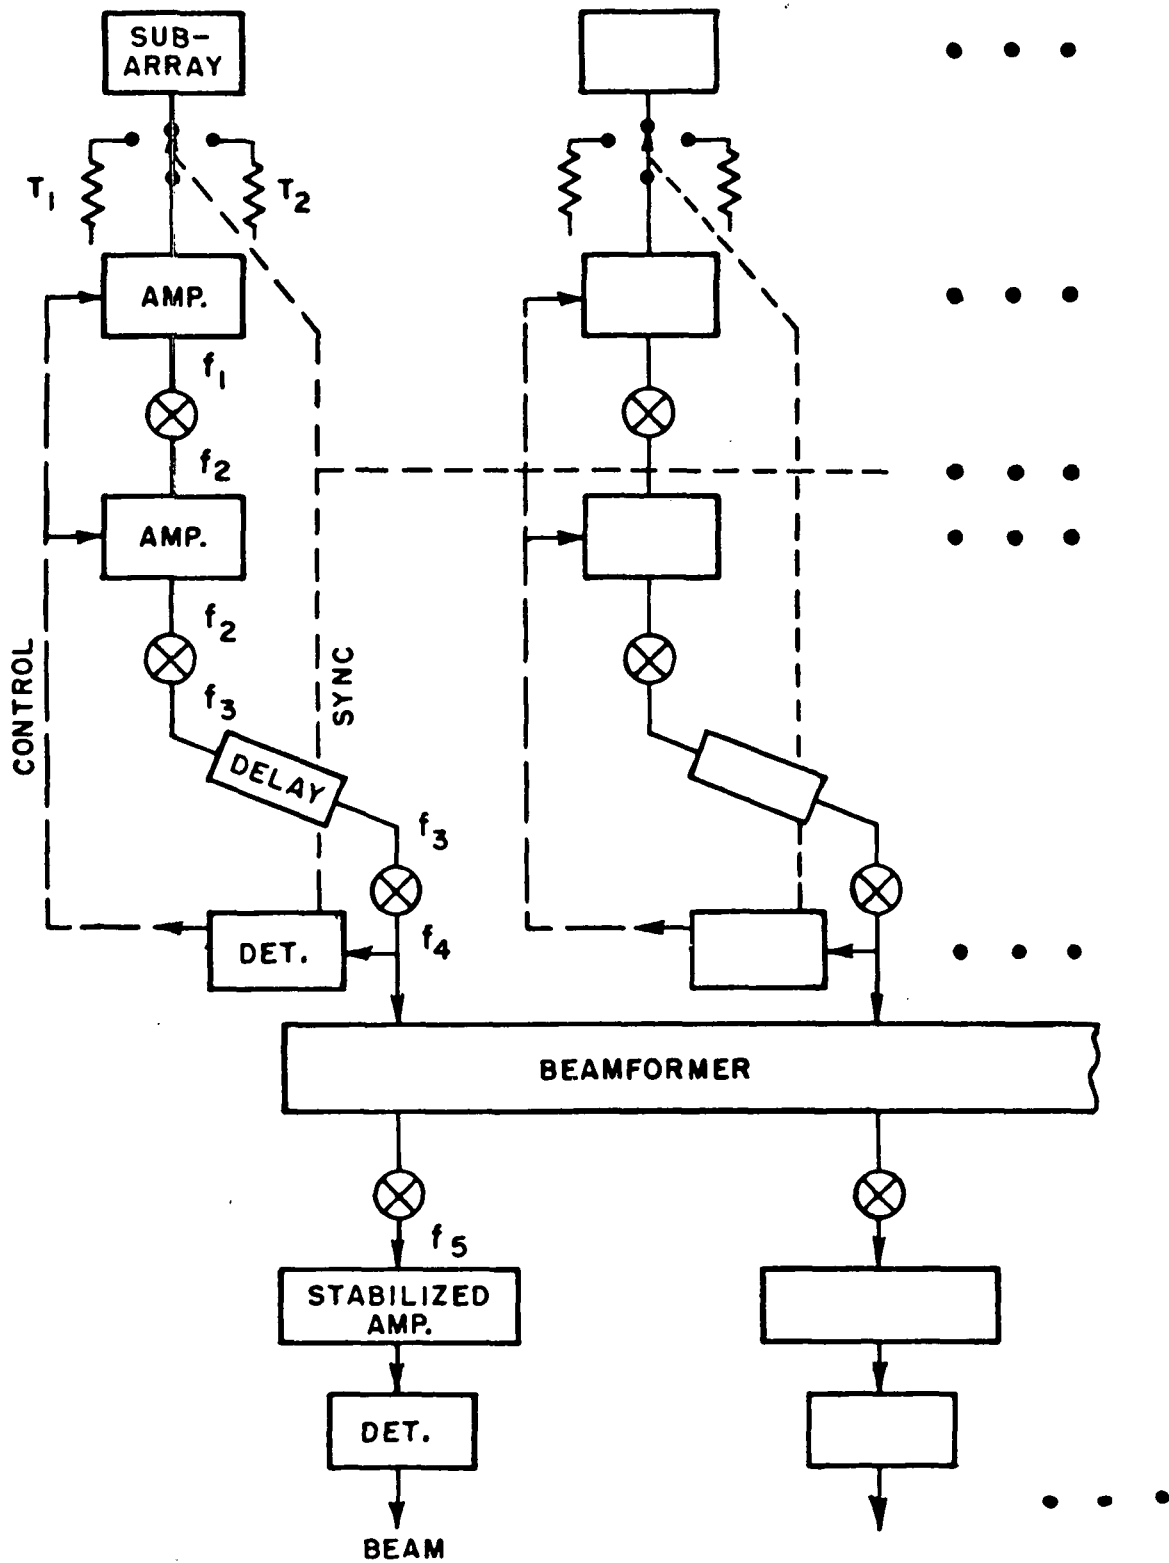 SUB-
ARRAY
T1
T2
AMP.
f1
f2
AMP.
f2
CONTROL
SYNC
f3
DELAY
f3
DET.
f4
BEAMFORMER
f5
STABILIZED
AMP.
DET.
BEAM